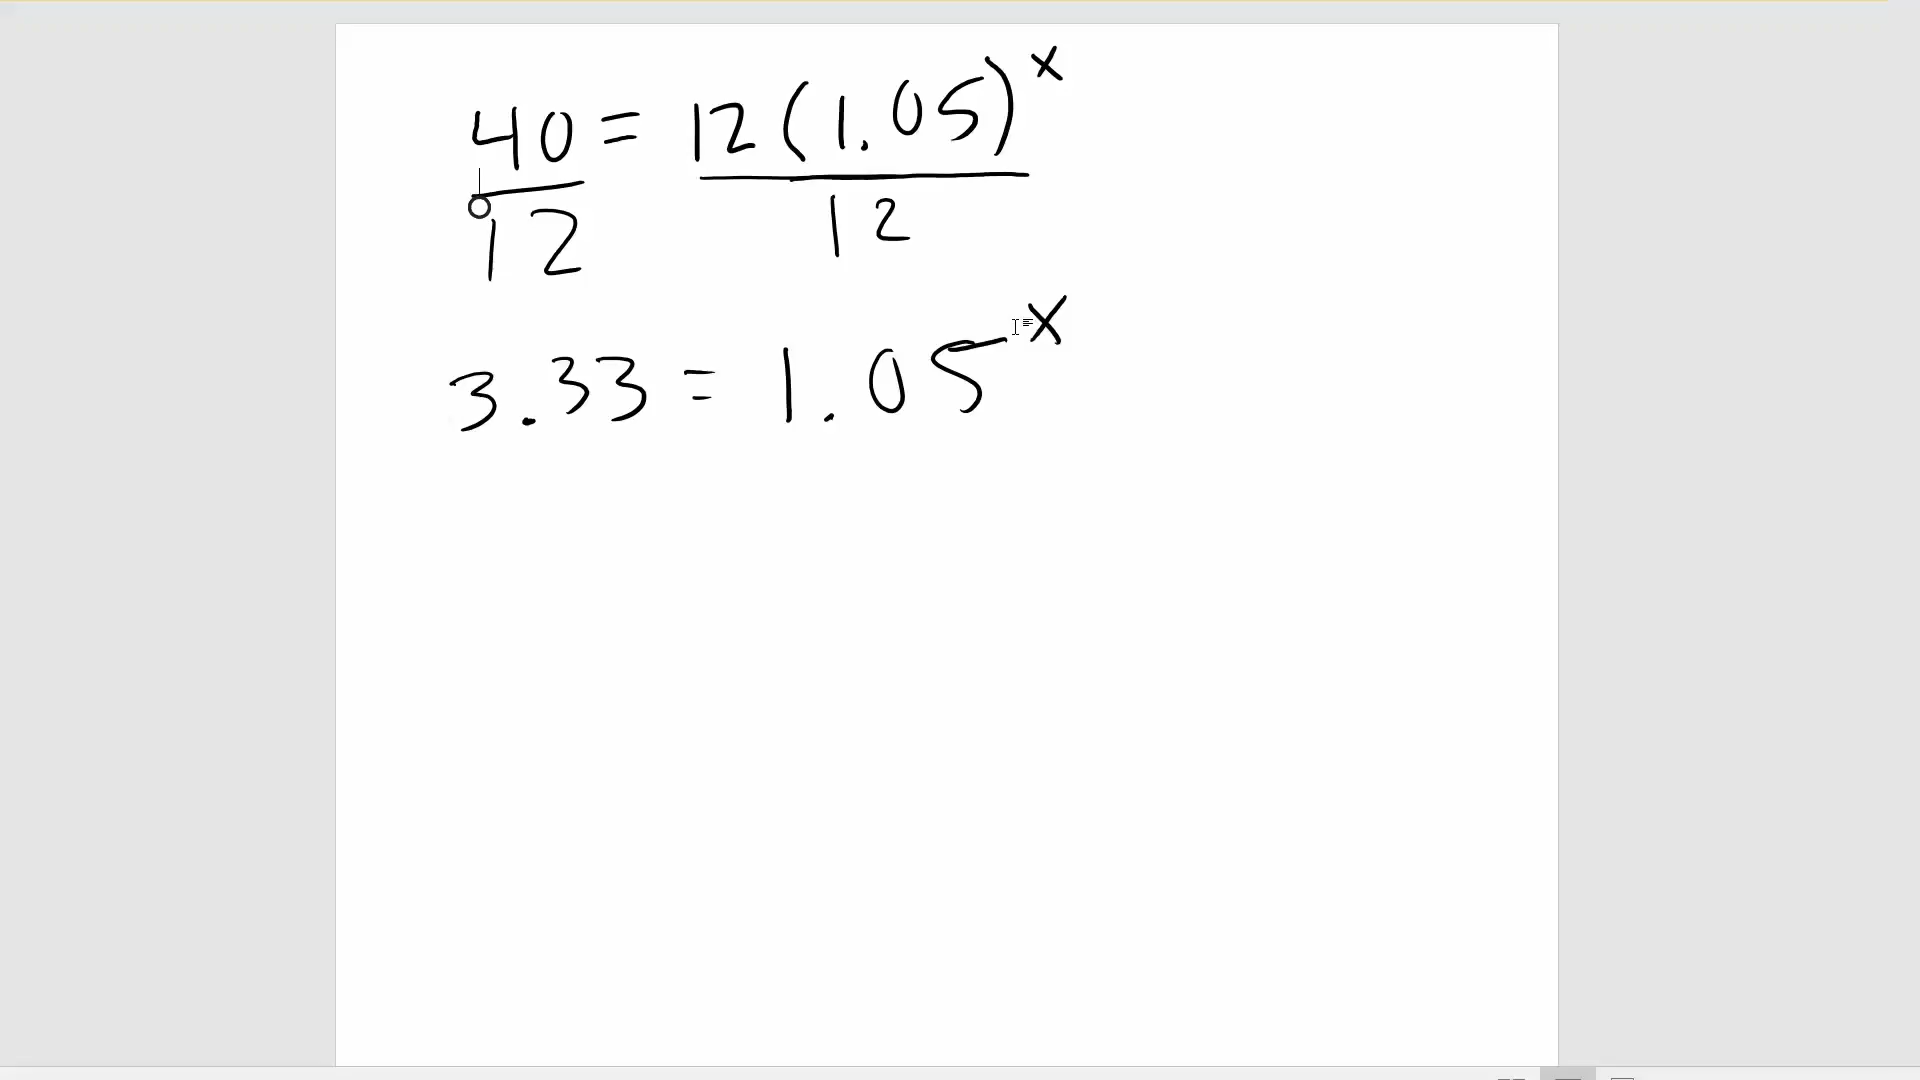 40 = 12(1.05)^x
12 12
3.33 = 1.05^x